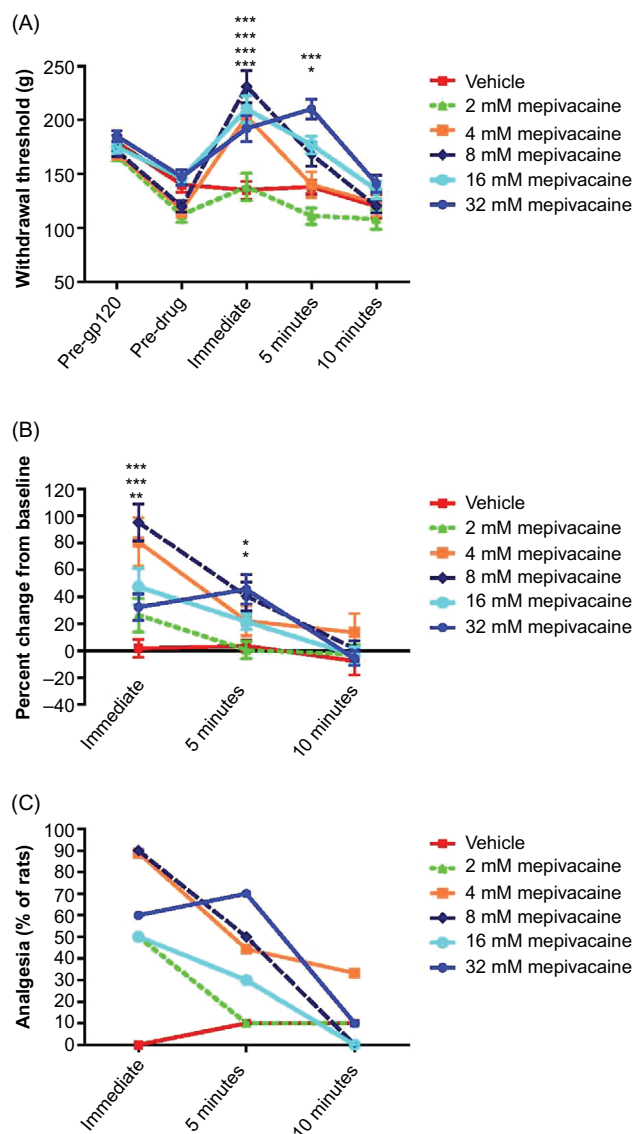 (A)
***
***
***
***
***
*
Withdrawal threshold (g)
250
200
150
100
50
Pre-gp120
Pre-drug
Immediate
5 minutes
10 minutes
Vehicle
2 mM mepivacaine
4 mM mepivacaine
8 mM mepivacaine
16 mM mepivacaine
32 mM mepivacaine
(B)
***
***
**
*
*
Percent change from baseline
120
100
80
60
40
20
0
–20
–40
Immediate
5 minutes
10 minutes
Vehicle
2 mM mepivacaine
4 mM mepivacaine
8 mM mepivacaine
16 mM mepivacaine
32 mM mepivacaine
(C)
Analgesia (% of rats)
100
90
80
70
60
50
40
30
20
10
0
Immediate
5 minutes
10 minutes
Vehicle
2 mM mepivacaine
4 mM mepivacaine
8 mM mepivacaine
16 mM mepivacaine
32 mM mepivacaine